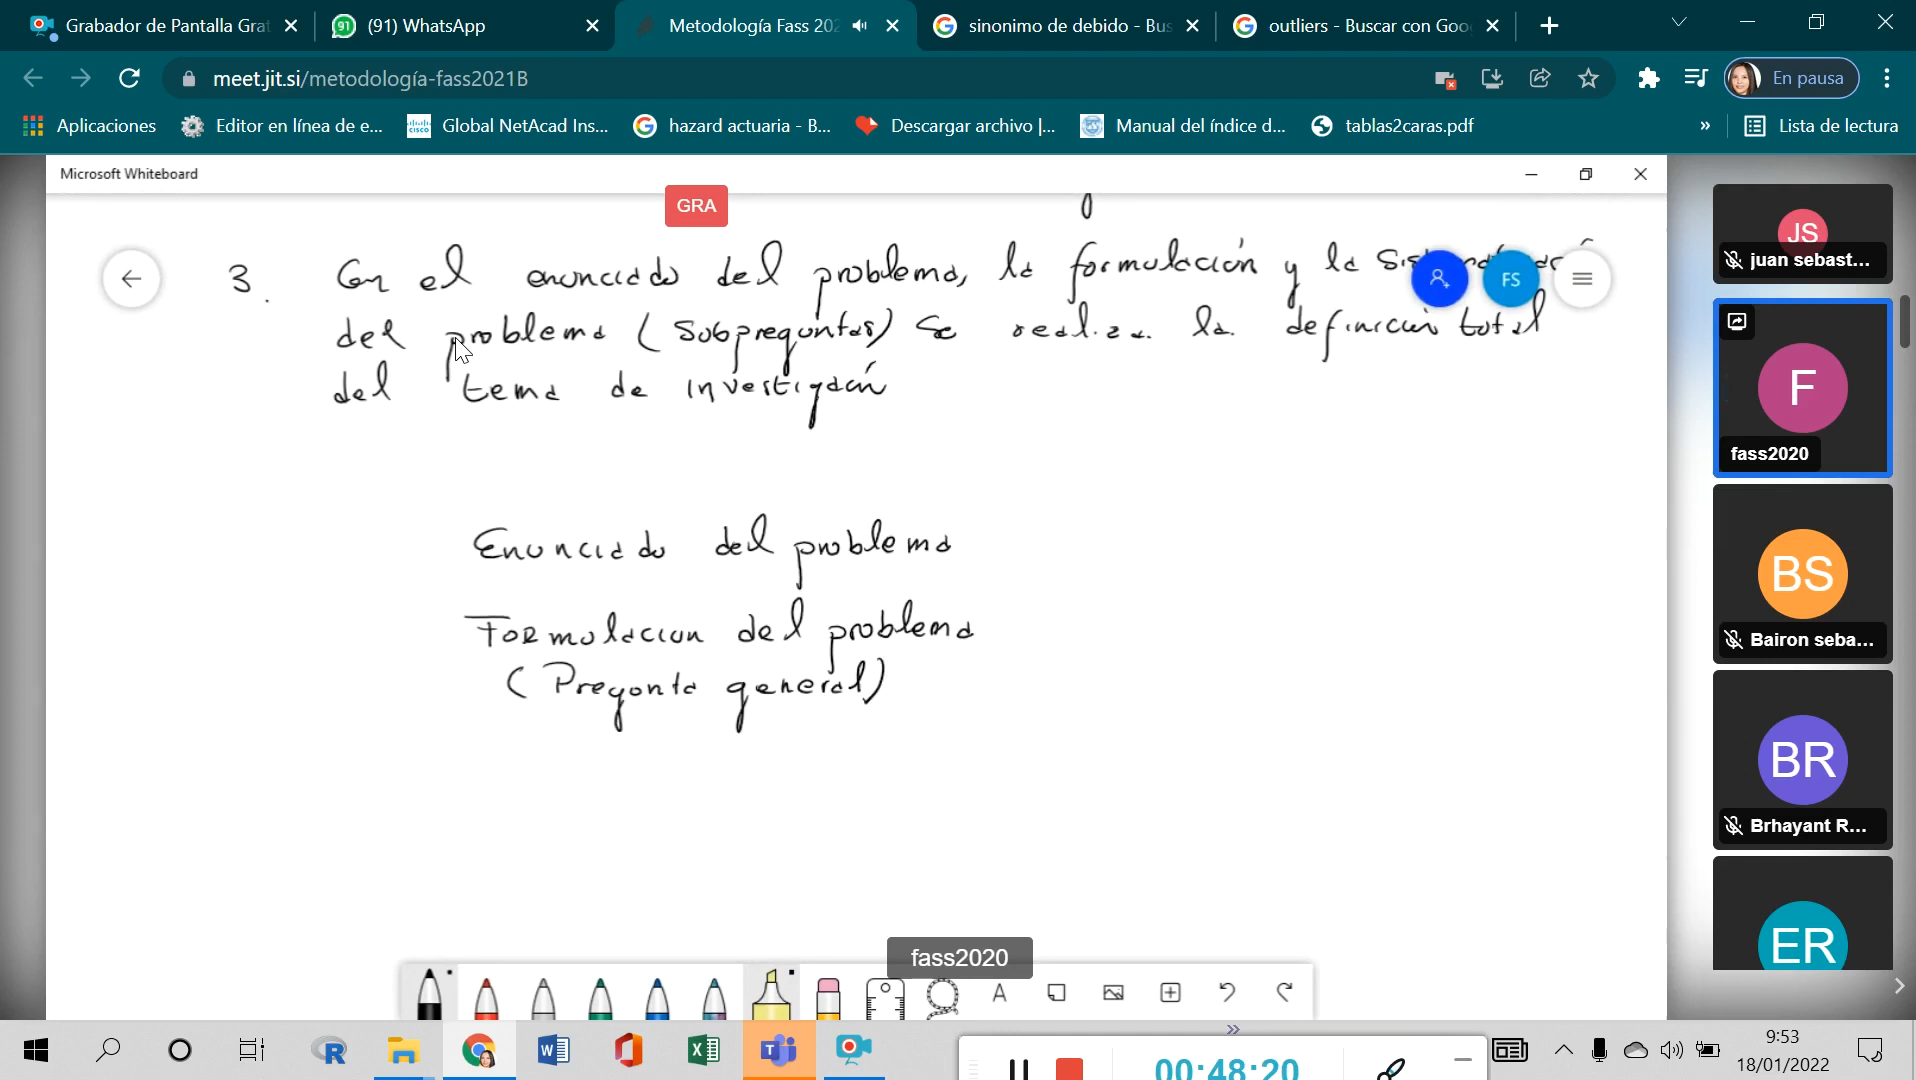 Grabador de Pantalla Grat
(91) WhatsApp
Metodología Fass 202
sinonimo de debido - Bus
outliers - Buscar con Goog
meet.jit.si/metodología-fass2021B
En pausa
Aplicaciones
Editor en línea de e...
Global NetAcad Ins...
hazard actuaria - B...
Descargar archivo |...
Manual del índice d...
tablas2caras.pdf
»
Lista de lectura
Microsoft Whiteboard
GRA
3. Con el enunciado del problema, la formulación y la
FS
del problema (Subpreguntas) se realiza la definición total
del tema de investigación
Enunciado del problema
Formulacion del problema
(Pregunta general)
JS
juan sebast...
F
fass2020
BS
Bairon seba...
BR
Brhayant R...
ER
fass2020
00:48:20
9:53
18/01/2022